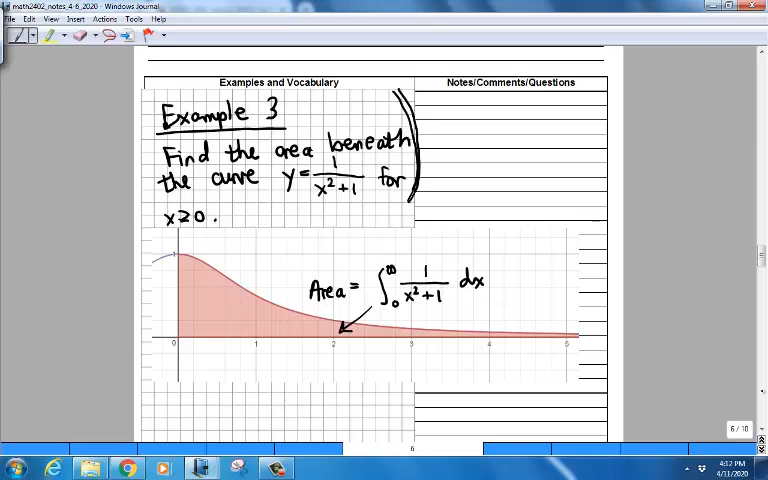 math2402_notes_4-6_2020 - Windows Journal
File Edit View Insert Actions Tools Help
Examples and Vocabulary Notes/Comments/Questions
Example 3
Find the area beneath
the curve y = 1/(x²+1) for
x≥0.
Area = ∫₀^∞ 1/(x²+1) dx
1
0 1 2 3 4 5
6 / 10
6
4:12 PM
4/11/2020